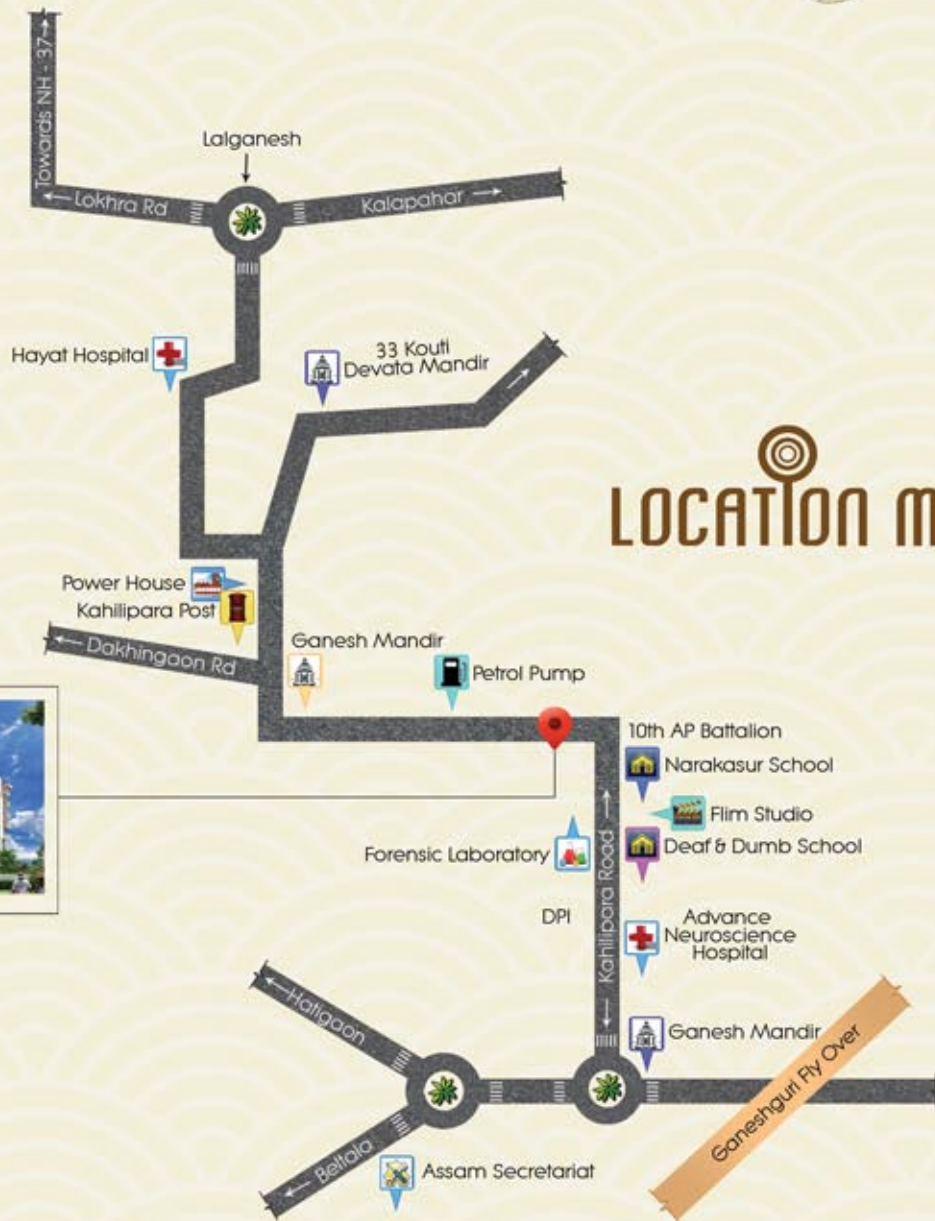 Towards NH - 37
Lalganesh
Lokhra Rd
Kalapahar
Hayat Hospital
33 Kouti
Devata Mandir
LOCATION M
Power House
Kahilipara Post
Dakhingaon Rd
Ganesh Mandir
Petrol Pump
10th AP Battalion
Narakasur School
Flim Studio
Deaf & Dumb School
Forensic Laboratory
Kahilipara Road
DPI
Advance
Neuroscience
Hospital
Hatigaon
Ganesh Mandir
Ganeshguri Fly Over
Beltala
Assam Secretariat